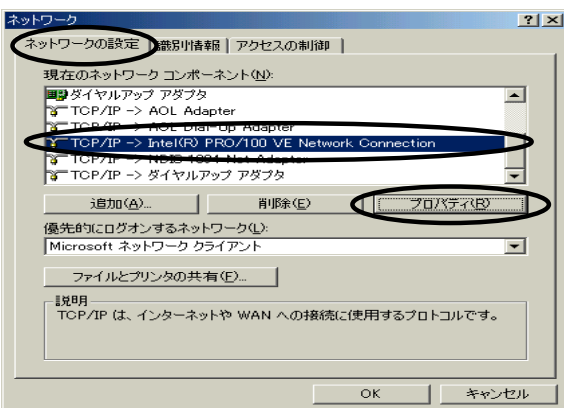 ネットワーク
ネットワークの設定 識別情報 アクセスの制御
現在のネットワーク コンポーネント(N):
ダイヤルアップ アダプタ
TCP/IP -> AOL Adapter
TCP/IP -> AOL Dial-Up Adapter
TCP/IP -> Intel(R) PRO/100 VE Network Connection
TCP/IP -> NDIS 1394 Net Adapter
TCP/IP -> ダイヤルアップ アダプタ
追加(A)... 削除(E) プロパティ(R)
優先的にログオンするネットワーク(L):
Microsoft ネットワーク クライアント
ファイルとプリンタの共有(F)...
説明
TCP/IP は、インターネットや WAN への接続に使用するプロトコルです。
OK キャンセル